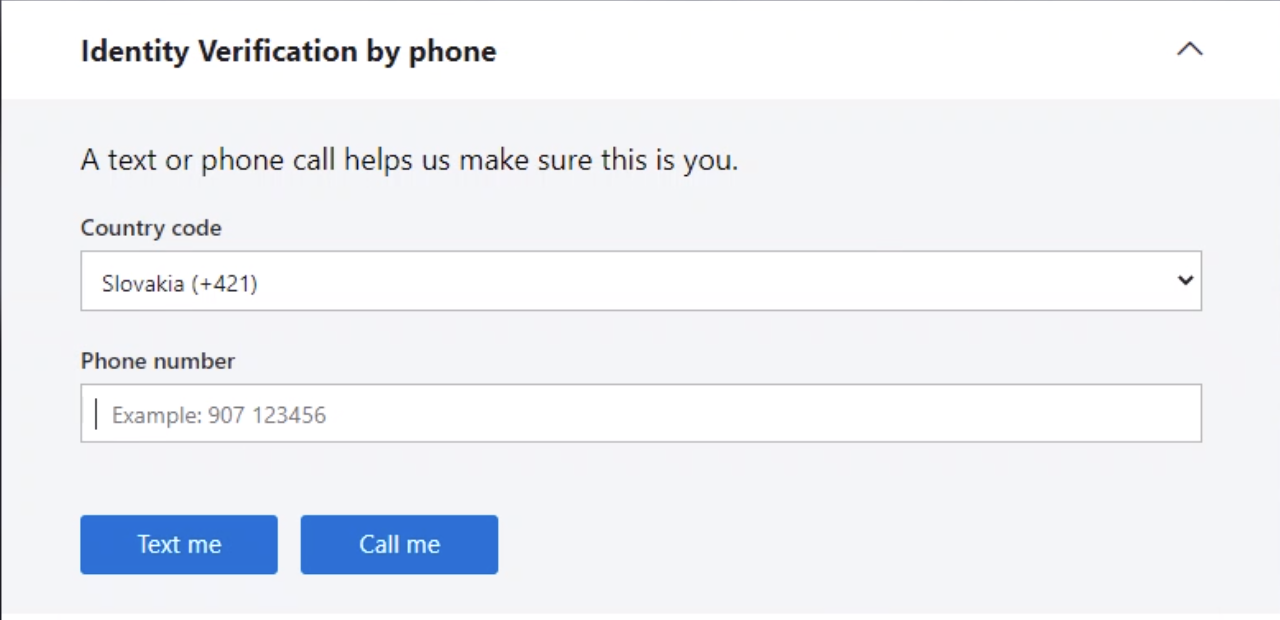 Identity Verification by phone
A text or phone call helps us make sure this is you.
Country code
Slovakia (+421)
Phone number
Example: 907 123456
Text me
Call me